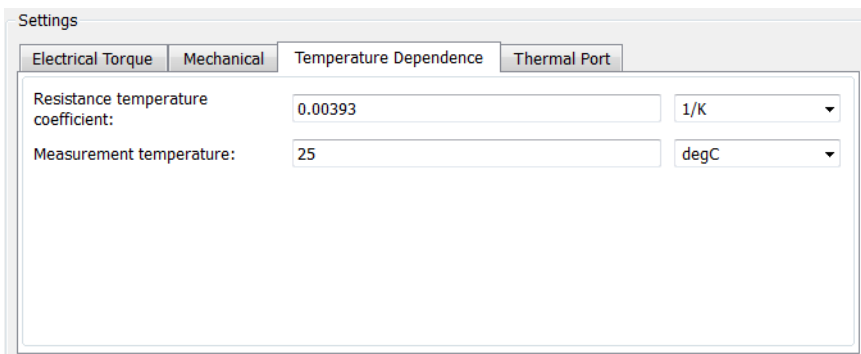 Settings
Electrical Torque Mechanical Temperature Dependence Thermal Port
Resistance temperature
coefficient:
0.00393 1/K
Measurement temperature: 25 degC